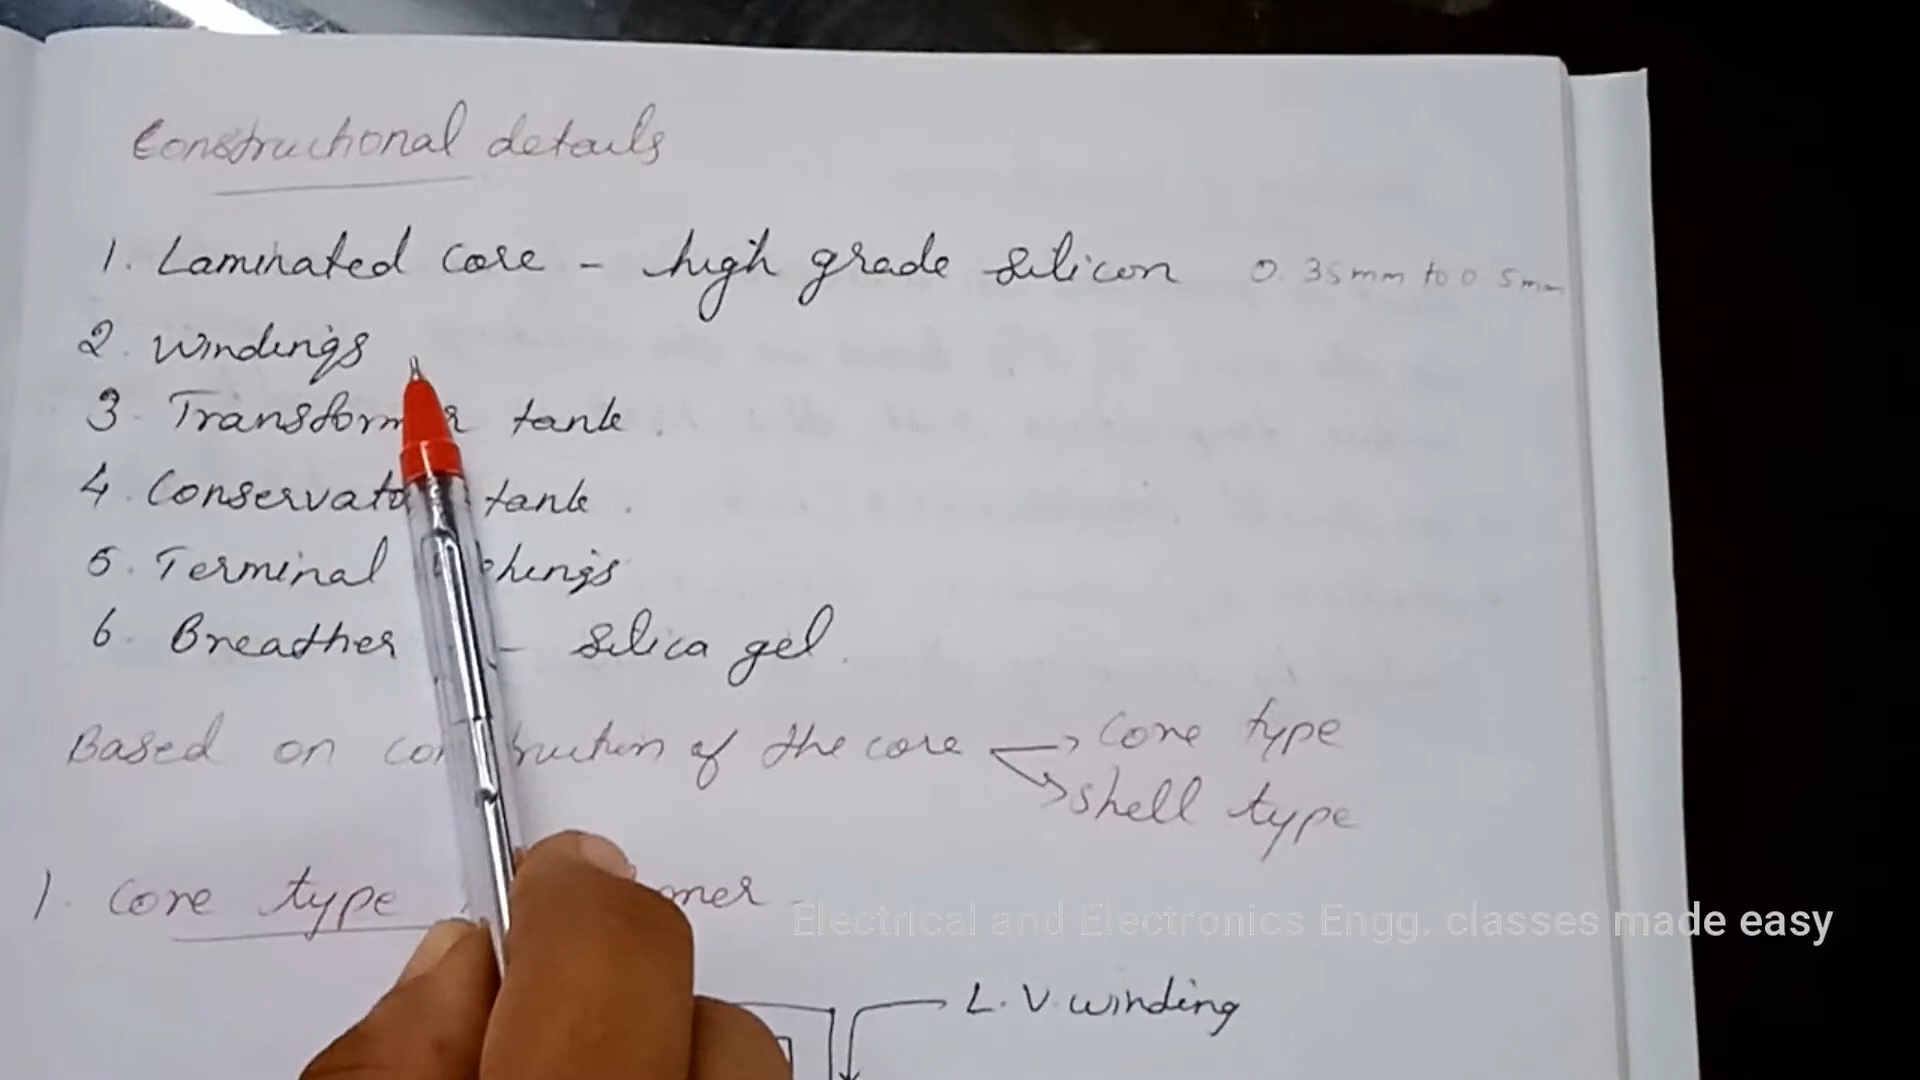 Constructional details
1. Laminated core - high grade silicon 0.35mm to 0.5mm
2. Windings
3. Transformer tank.
4. Conservator tank.
5. Terminal
6. Breather - silica gel.
Based on construction of the core → core type
→ shell type
1. Core type
Electrical and Electronics Engg. classes made easy
L.V. winding